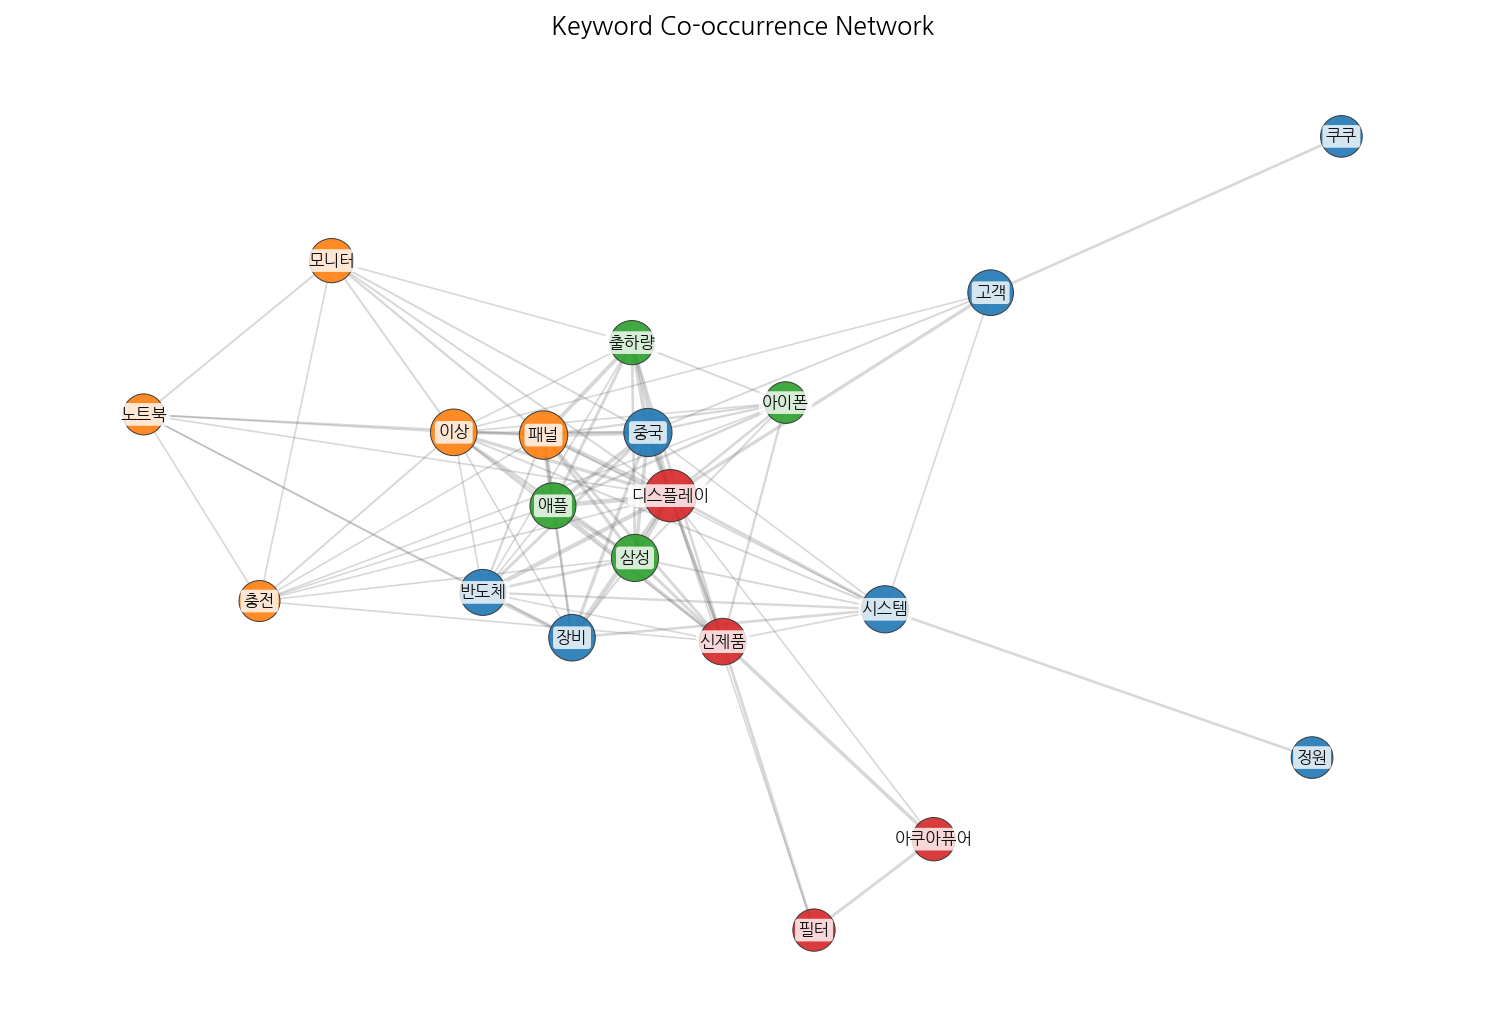 Keyword Co-occurrence Network
쿠쿠
모니터
고객
출하량
아이폰
노트북
이상
패널
중국
디스플레이
애플
삼성
반도체
충전
시스템
장비
신제품
정원
아쿠아퓨어
필터